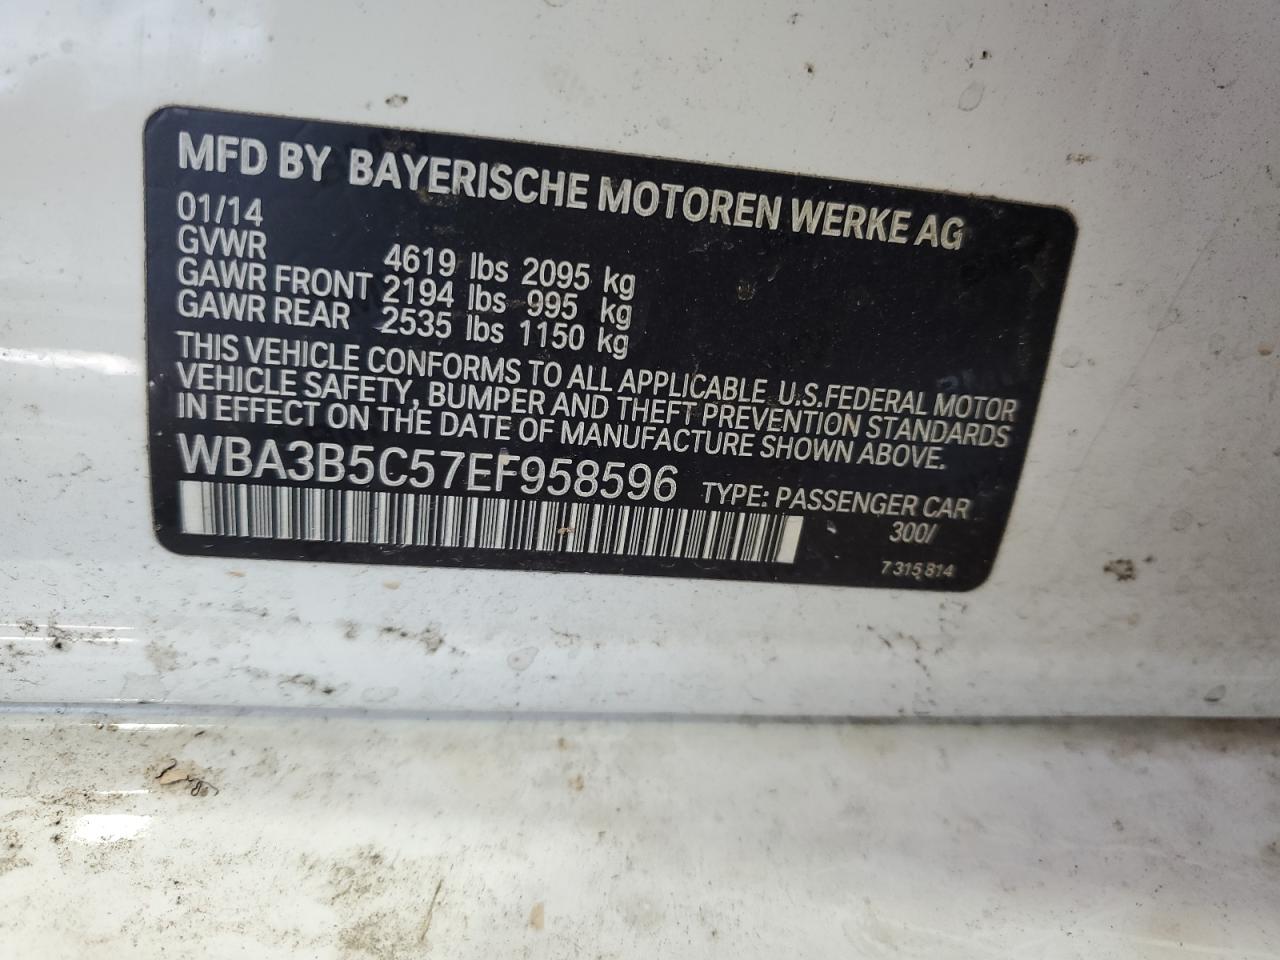 MFD BY BAYERISCHE MOTOREN WERKE AG
01/14
GVWR 4619 lbs 2095 kg
GAWR FRONT 2194 lbs 995 kg
GAWR REAR 2535 lbs 1150 kg
THIS VEHICLE CONFORMS TO ALL APPLICABLE U.S.FEDERAL MOTOR
VEHICLE SAFETY, BUMPER AND THEFT PREVENTION STANDARDS
IN EFFECT ON THE DATE OF MANUFACTURE SHOWN ABOVE.
WBA3B5C57EF958596 TYPE: PASSENGER CAR
300/
7 315 814